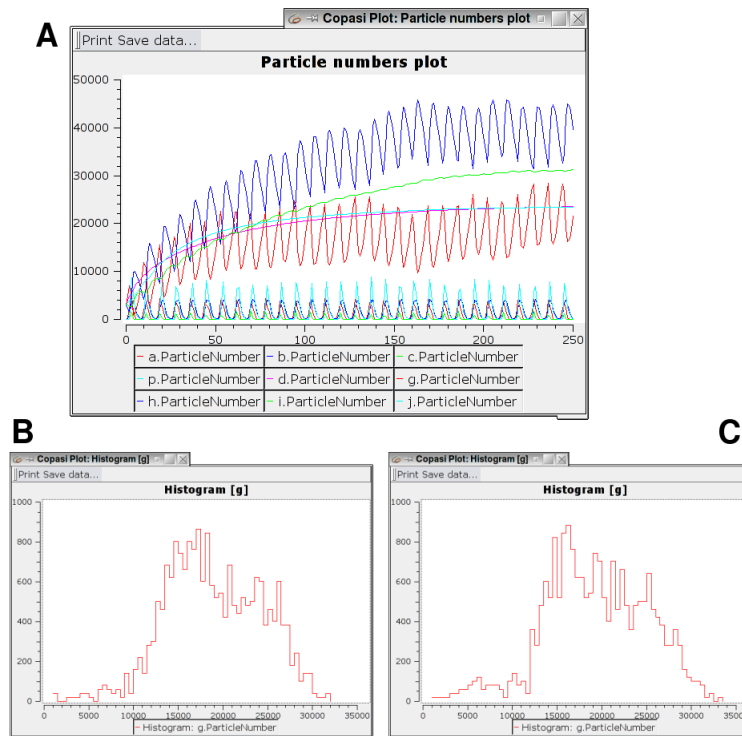 Copasi Plot: Particle numbers plot
A
Print Save data...
Particle numbers plot
50000
40000
30000
20000
10000
0
0 50 100 150 200 250
a.ParticleNumber b.ParticleNumber c.ParticleNumber
p.ParticleNumber d.ParticleNumber g.ParticleNumber
h.ParticleNumber i.ParticleNumber j.ParticleNumber
B
Copasi Plot: Histogram [g]
Print Save data...
Histogram [g]
1000
800
600
400
200
0
0 5000 10000 15000 20000 25000 30000 35000
Histogram: g.ParticleNumber
C
Copasi Plot: Histogram [g]
Print Save data...
Histogram [g]
1000
800
600
400
200
0
0 5000 10000 15000 20000 25000 30000 35000
Histogram: g.ParticleNumber